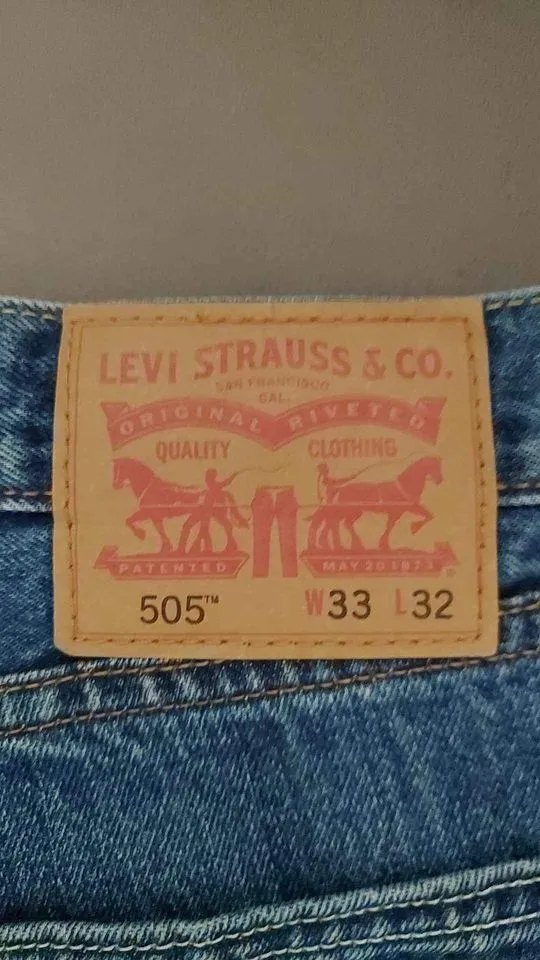 LEVI STRAUSS & CO.
SAN FRANCISCO
CAL.
ORIGINAL RIVETED
QUALITY CLOTHING
PATENTED MAY 20 1873 ®
505™ W33 L32